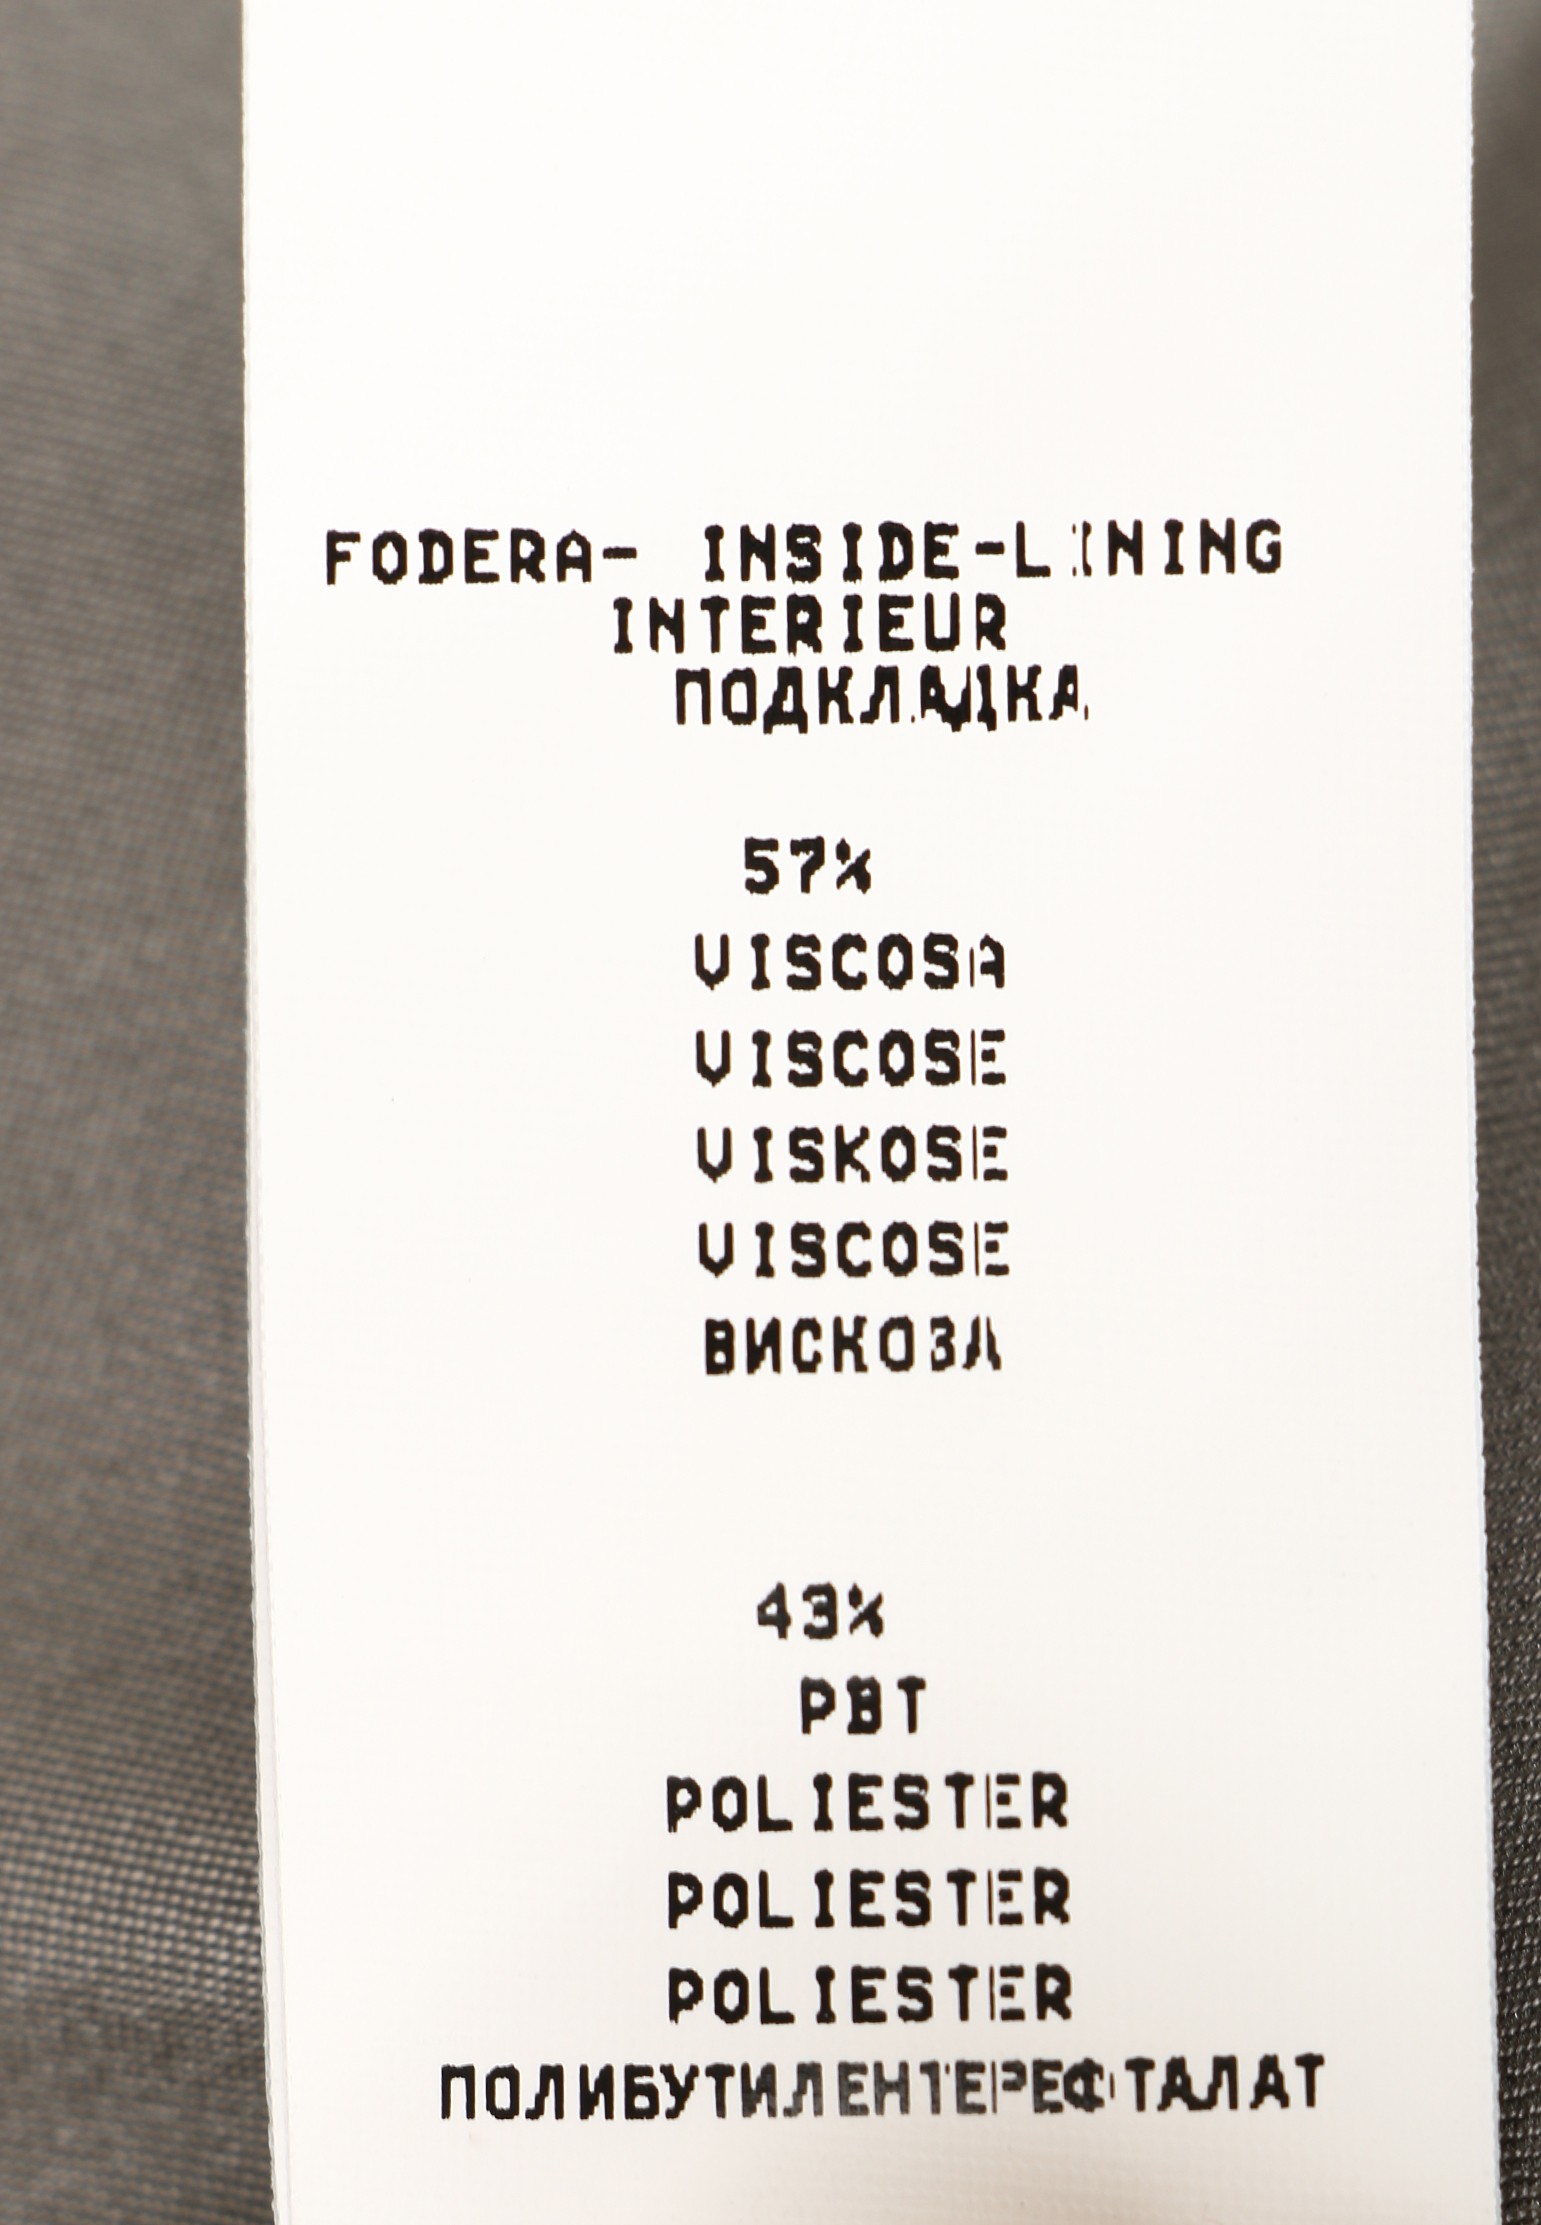 FODERA- INSIDE-LINING
INTERIEUR
ПОДКЛАДКА
57%
VISCOSA
VISCOSE
VISKOSE
VISCOSE
ВИСКОЗА
43%
PBT
POLIESTER
POLIESTER
POLIESTER
ПОЛИБУТИЛЕНТЕРЕФТАЛАТ